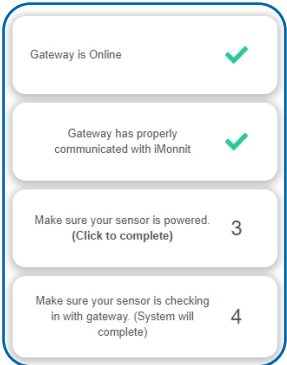 Gateway is Online
Gateway has properly
communicated with iMonnit
Make sure your sensor is powered.
(Click to complete)
3
Make sure your sensor is checking
in with gateway. (System will
complete)
4